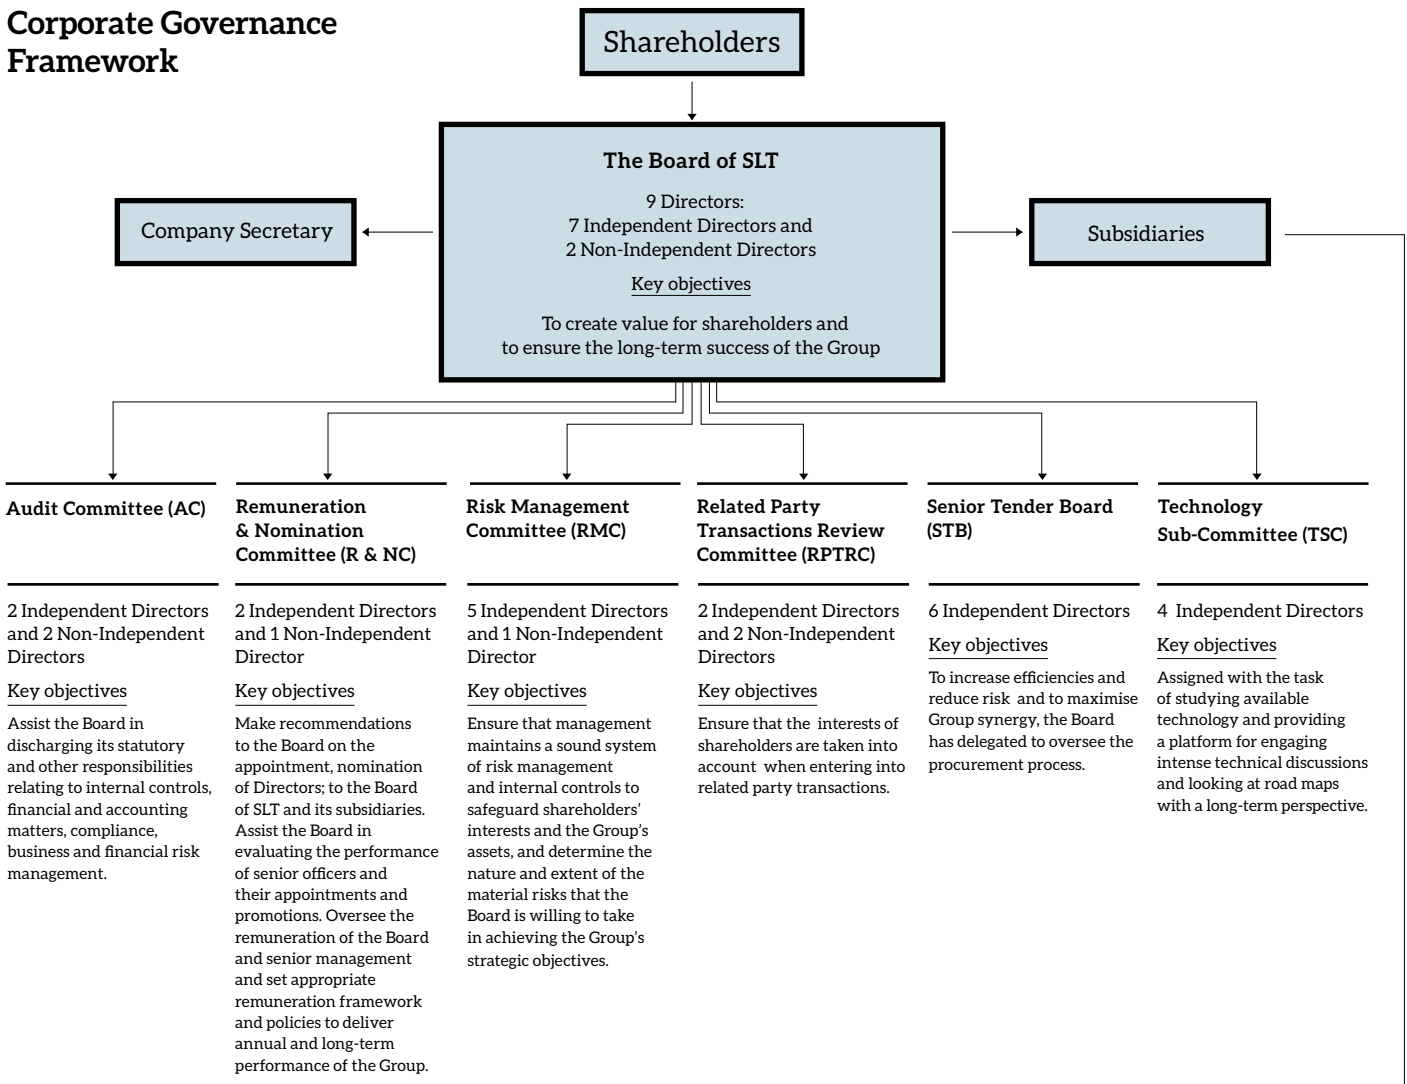 Corporate Governance
Framework
Shareholders
The Board of SLT
9 Directors:
7 Independent Directors and
2 Non-Independent Directors
Key objectives
To create value for shareholders and
to ensure the long-term success of the Group
Company Secretary
Subsidiaries
Audit Committee (AC)
2 Independent Directors
and 2 Non-Independent
Directors
Key objectives
Assist the Board in
discharging its statutory
and other responsibilities
relating to internal controls,
financial and accounting
matters, compliance,
business and financial risk
management.
Remuneration
& Nomination
Committee (R & NC)
2 Independent Directors
and 1 Non-Independent
Director
Key objectives
Make recommendations
to the Board on the
appointment, nomination
of Directors; to the Board
of SLT and its subsidiaries.
Assist the Board in
evaluating the performance
of senior officers and
their appointments and
promotions. Oversee the
remuneration of the Board
and senior management
and set appropriate
remuneration framework
and policies to deliver
annual and long-term
performance of the Group.
Risk Management
Committee (RMC)
5 Independent Directors
and 1 Non-Independent
Director
Key objectives
Ensure that management
maintains a sound system
of risk management
and internal controls to
safeguard shareholders'
interests and the Group's
assets, and determine the
nature and extent of the
material risks that the
Board is willing to take
in achieving the Group's
strategic objectives.
Related Party
Transactions Review
Committee (RPTRC)
2 Independent Directors
and 2 Non-Independent
Directors
Key objectives
Ensure that the interests of
shareholders are taken into
account when entering into
related party transactions.
Senior Tender Board
(STB)
6 Independent Directors
Key objectives
To increase efficiencies and
reduce risk and to maximise
Group synergy, the Board
has delegated to oversee the
procurement process.
Technology
Sub-Committee (TSC)
4 Independent Directors
Key objectives
Assigned with the task
of studying available
technology and providing
a platform for engaging
intense technical discussions
and looking at road maps
with a long-term perspective.